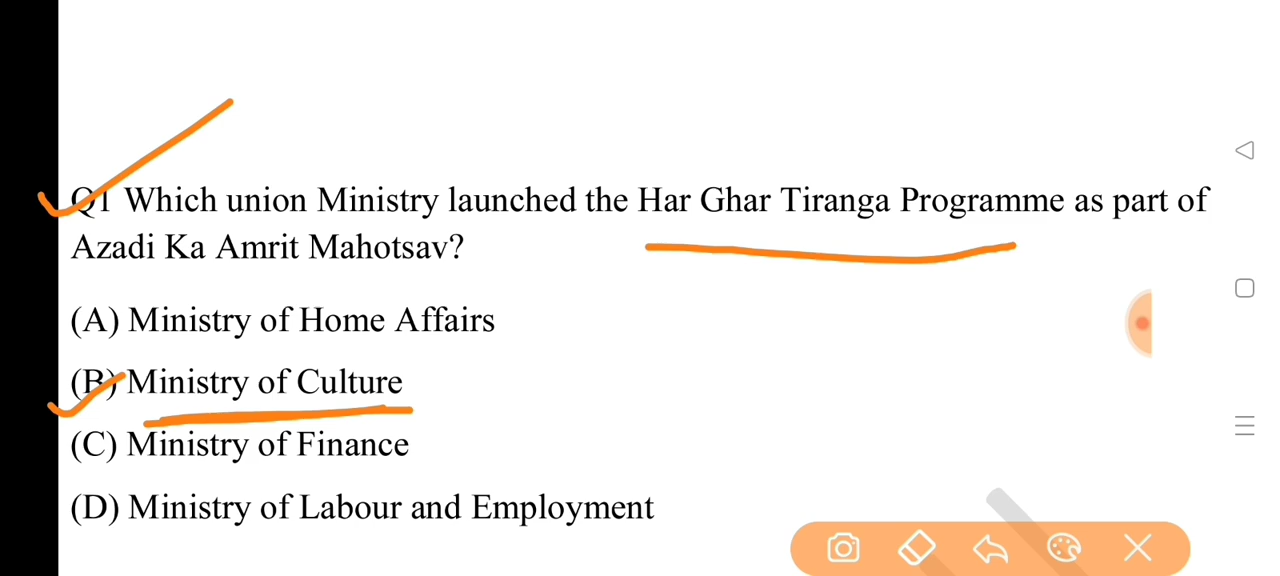 Q1 Which union Ministry launched the Har Ghar Tiranga Programme as part of
Azadi Ka Amrit Mahotsav?
(A) Ministry of Home Affairs
(B) Ministry of Culture
(C) Ministry of Finance
(D) Ministry of Labour and Employment